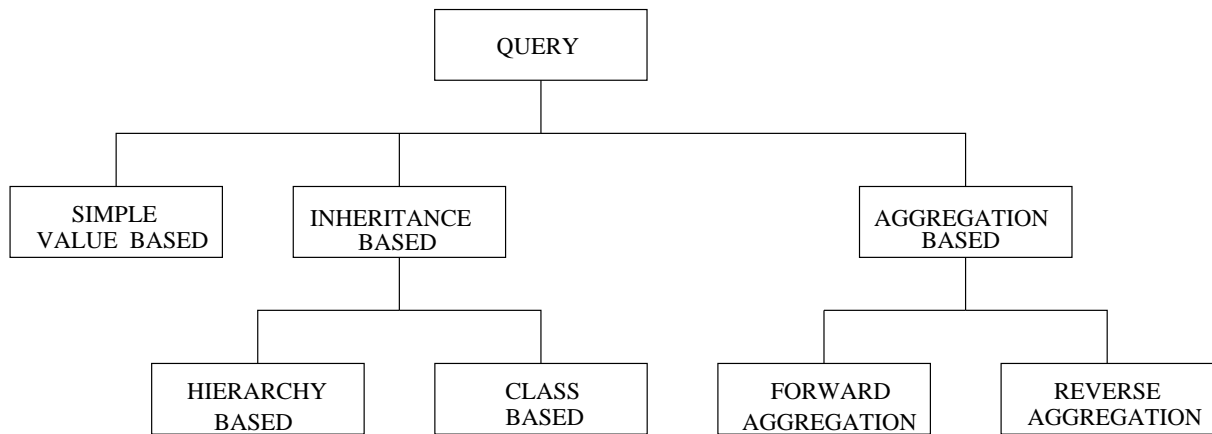 QUERY
SIMPLE
VALUE BASED
INHERITANCE
BASED
AGGREGATION
BASED
HIERARCHY
BASED
CLASS
BASED
FORWARD
AGGREGATION
REVERSE
AGGREGATION